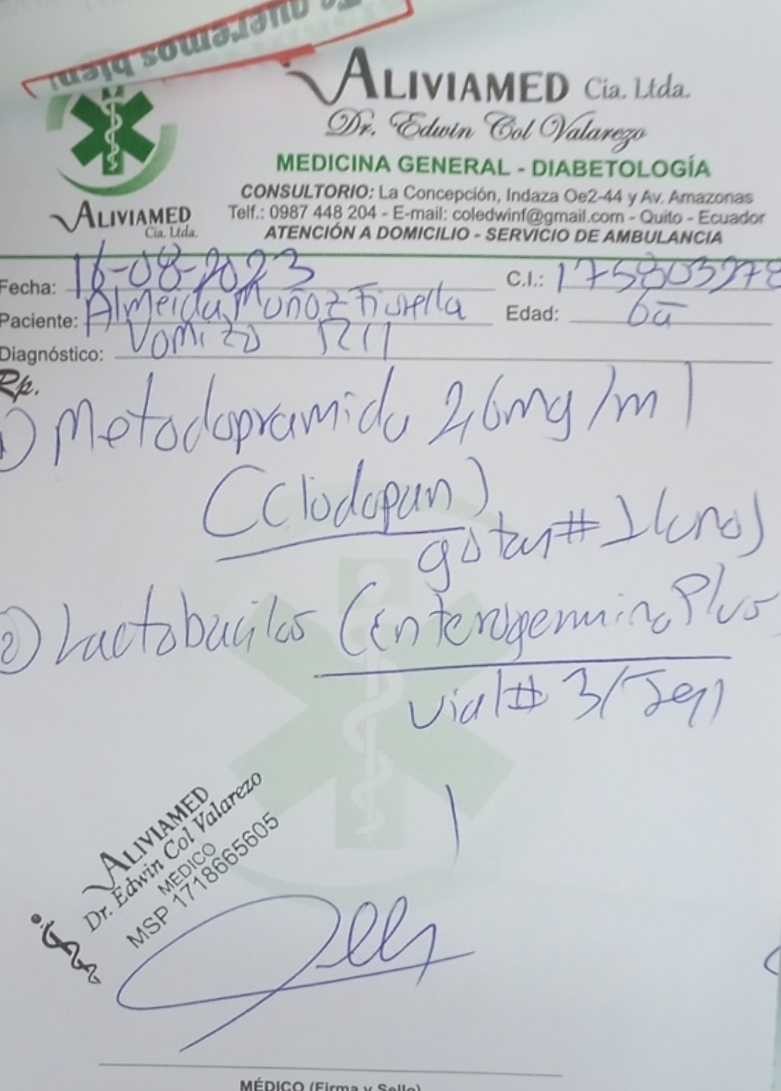 queremos bien!
ALIVIAMED Cia. Ltda.
Dr. Edwin Col Valarezo
MEDICINA GENERAL - DIABETOLOGÍA
CONSULTORIO: La Concepción, Indaza Oe2-44 y Av. Amazonas
ALIVIAMED
Cia. Ltda.
Telf.: 0987 448 204 - E-mail: coledwinf@gmail.com - Quito - Ecuador
ATENCIÓN A DOMICILIO - SERVICIO DE AMBULANCIA
Fecha: 16-08-2023 C.I.:
Paciente: Almeida Muñoz Fiorella Edad: 6a
Diagnóstico: Vomito R11
Rp.
1) Metoclopramida 2,6mg/ml
(Clodopan)
gotas #1(uno)
2) Lactobacilos (Enterogermina Plus
vial # 3(Tres)
ALIVIAMED
Dr. Edwin Col Valarezo
MEDICO
MSP 1718665605
MÉDICO (Firma y Sello)